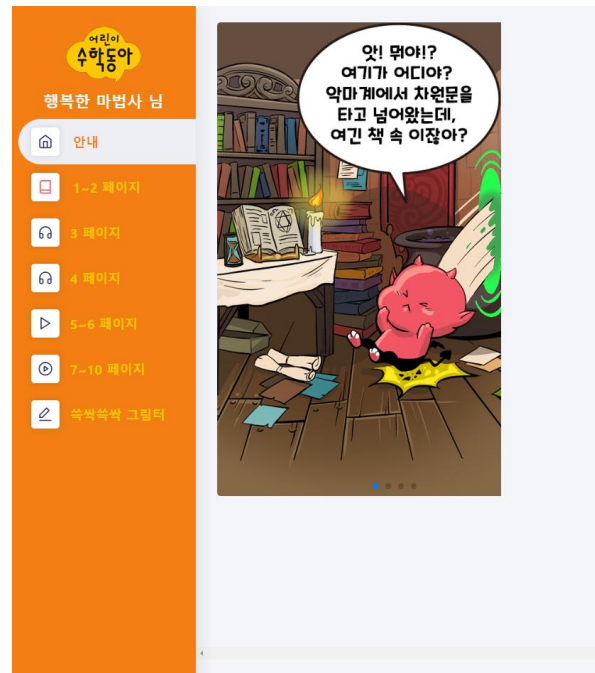 어린이
수학동아
행복한 마법사 님
안내
1~2 페이지
3 페이지
4 페이지
5~6 페이지
7~10 페이지
쓱싹쓱싹 그림터
앗! 뭐야!?
여기가 어디야?
악마계에서 차원문을
타고 넘어왔는데,
여긴 책 속 이잖아?